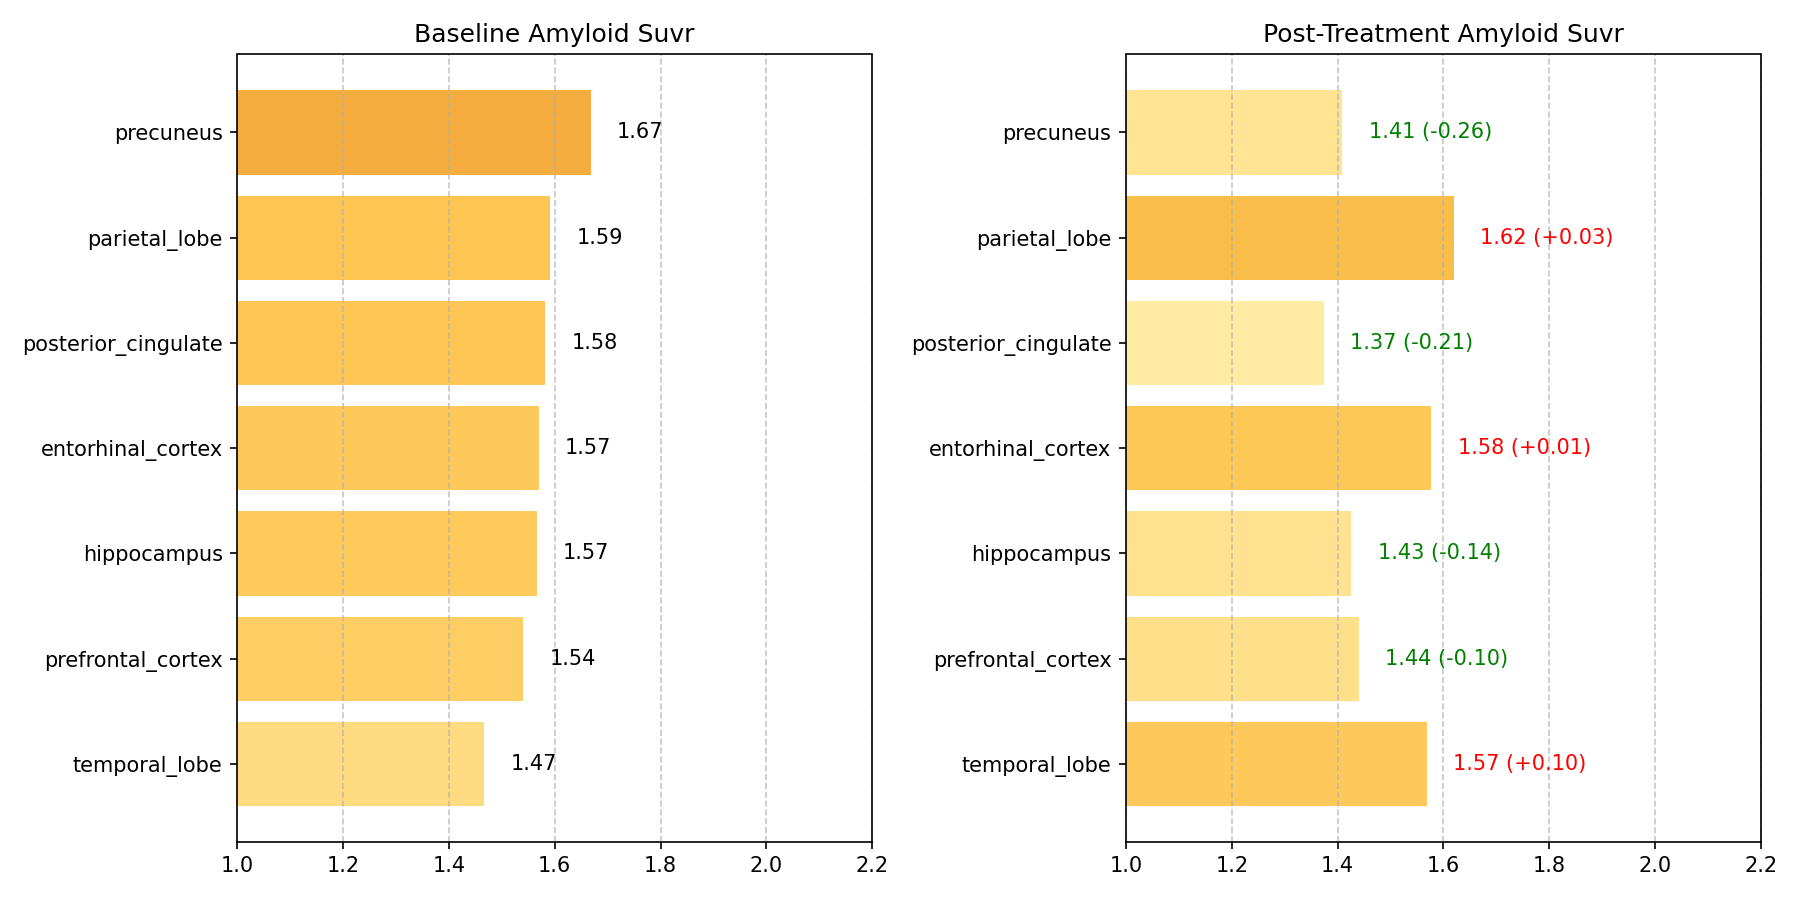 Baseline Amyloid Suvr
precuneus
1.67
parietal_lobe
1.59
posterior_cingulate
1.58
entorhinal_cortex
1.57
hippocampus
1.57
prefrontal_cortex
1.54
temporal_lobe
1.47
1.0 1.2 1.4 1.6 1.8 2.0 2.2
Post-Treatment Amyloid Suvr
precuneus
1.41 (-0.26)
parietal_lobe
1.62 (+0.03)
posterior_cingulate
1.37 (-0.21)
entorhinal_cortex
1.58 (+0.01)
hippocampus
1.43 (-0.14)
prefrontal_cortex
1.44 (-0.10)
temporal_lobe
1.57 (+0.10)
1.0 1.2 1.4 1.6 1.8 2.0 2.2